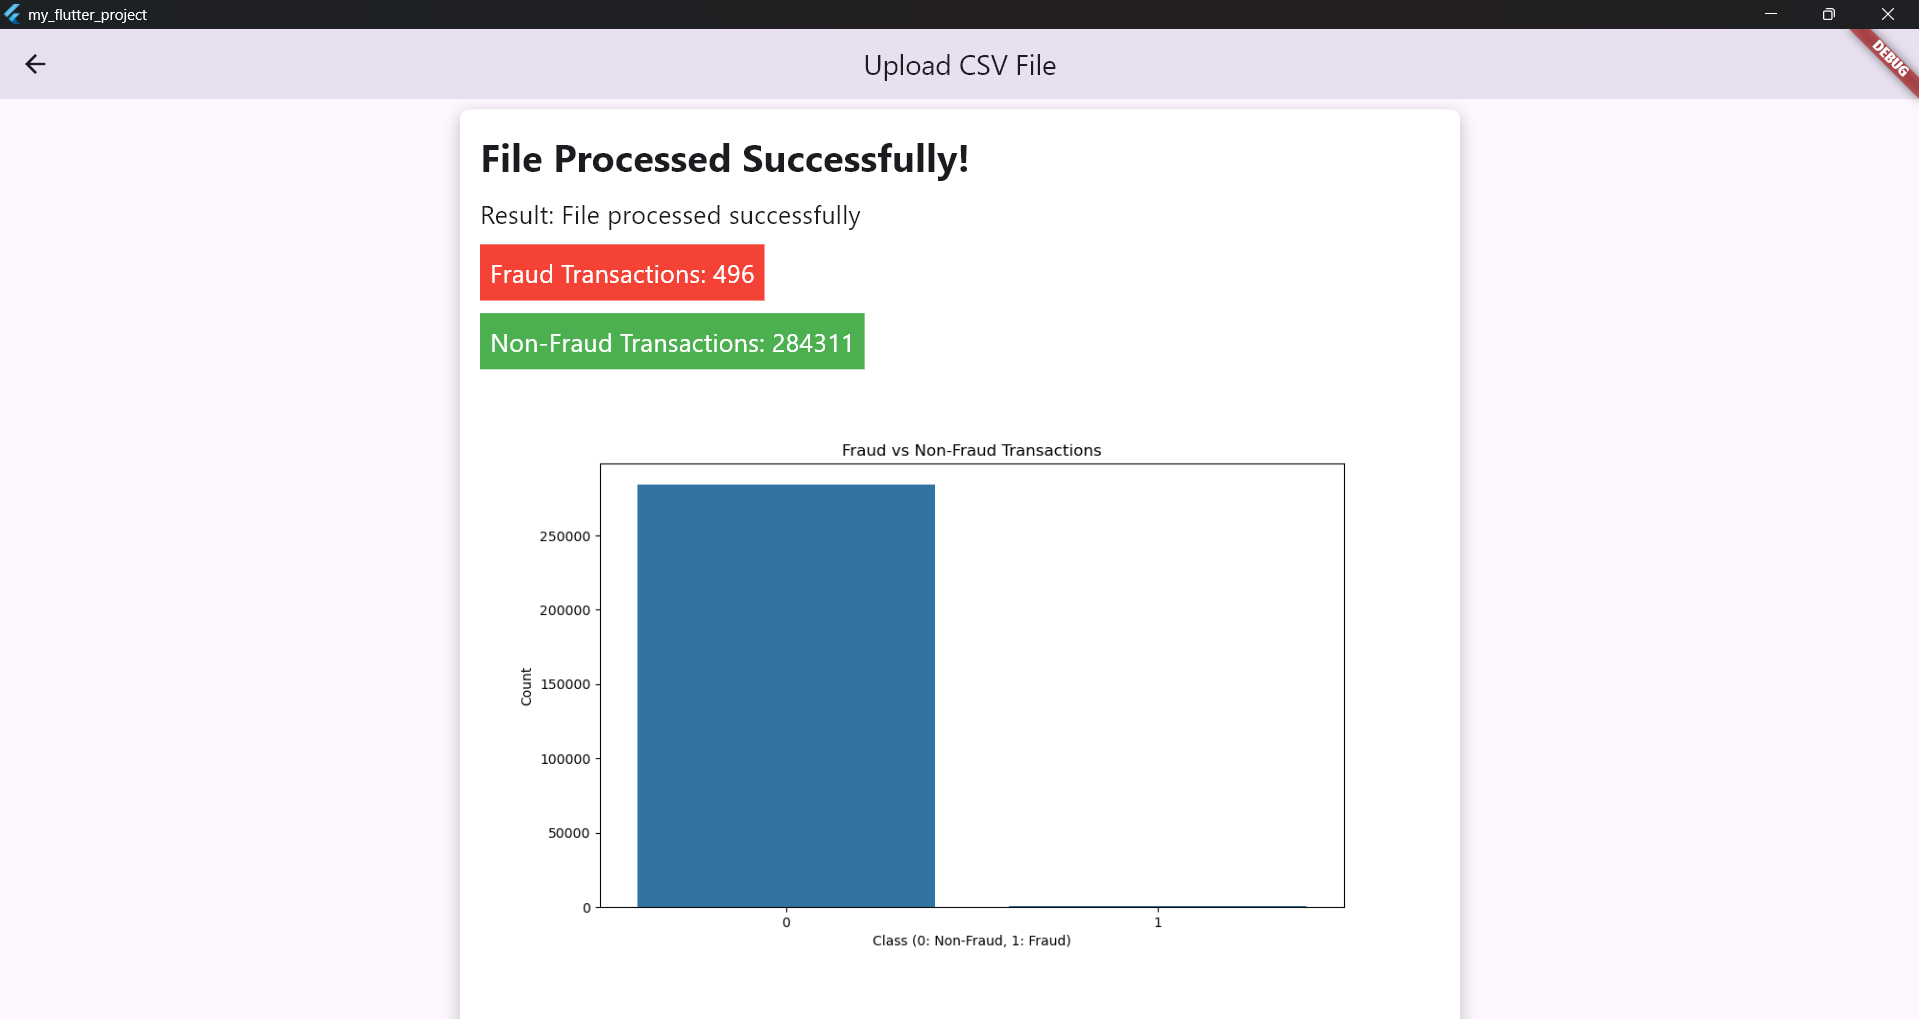 my_flutter_project
Upload CSV File
DEBUG
File Processed Successfully!
Result: File processed successfully
Fraud Transactions: 496
Non-Fraud Transactions: 284311
Fraud vs Non-Fraud Transactions
250000
200000
150000
100000
50000
0
Count
0
1
Class (0: Non-Fraud, 1: Fraud)